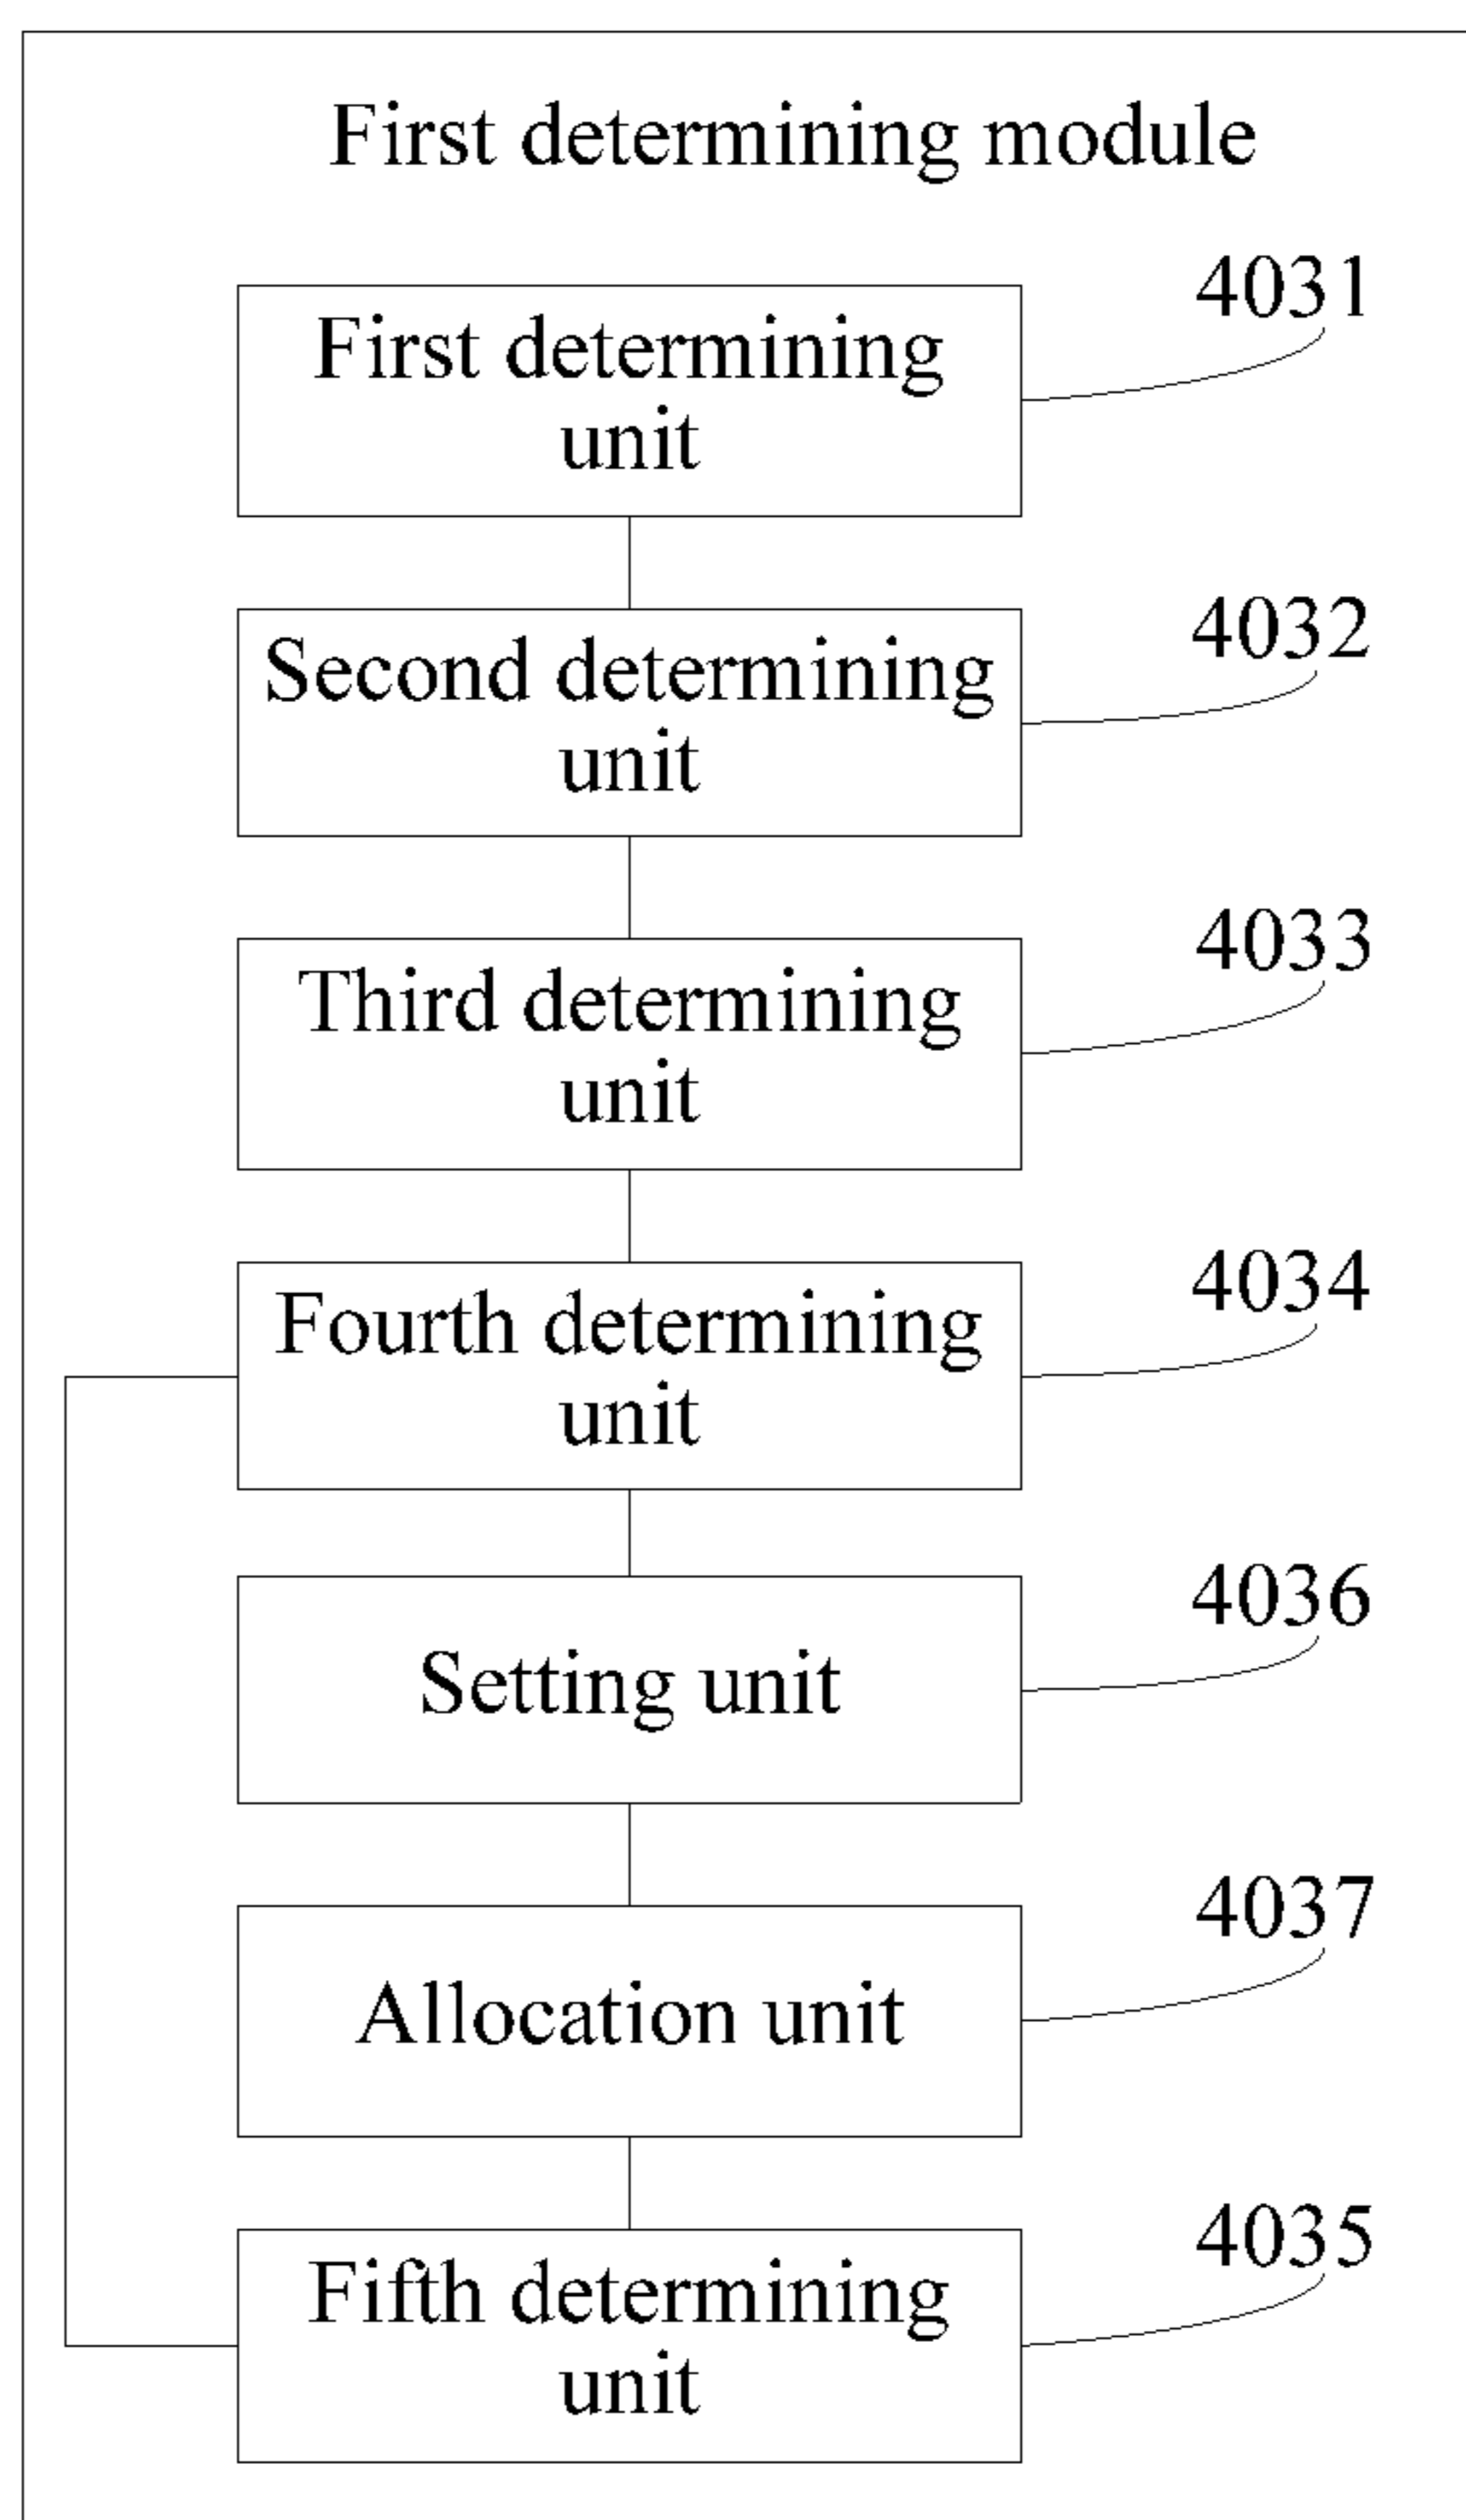 First determining module
4031
First determining
unit
4032
Second determining
unit
4033
Third determining
unit
4034
Fourth determining
unit
4036
Setting unit
4037
Allocation unit
4035
Fifth determining
unit